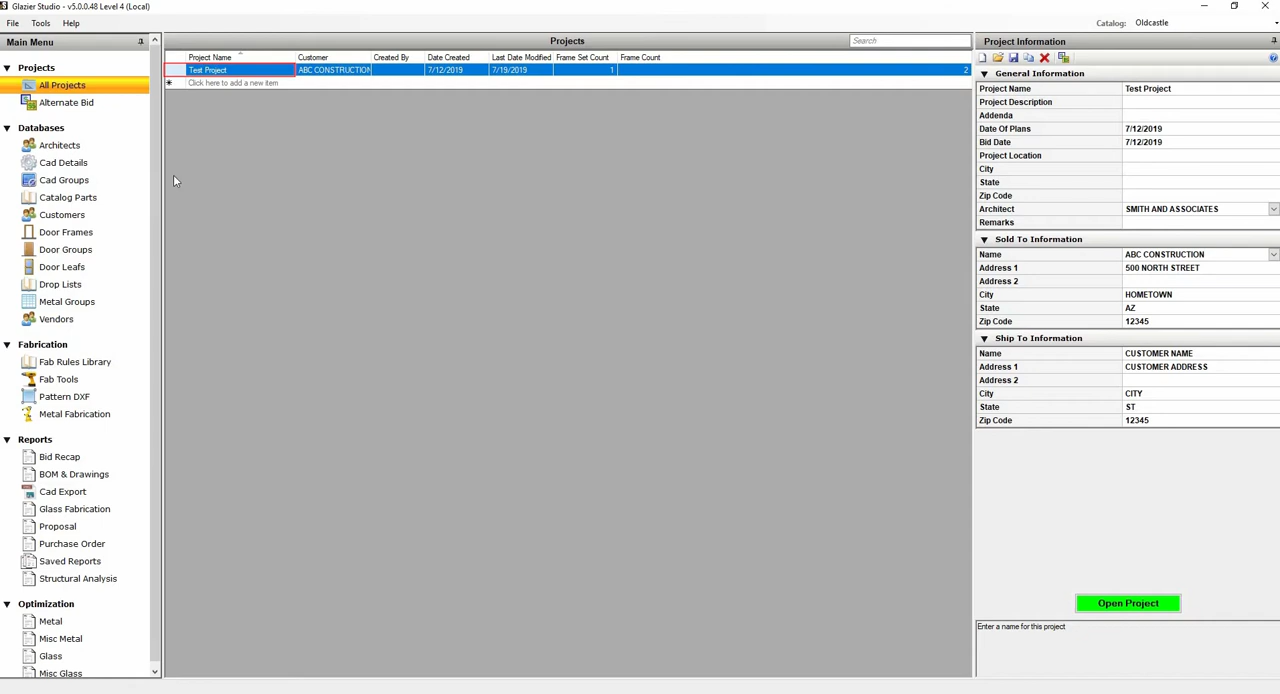 Glazier Studio - v5.0.0.48 Level 4 (Local)
File Tools Help
Catalog: Oldcastle
Main Menu
Projects
All Projects
Alternate Bid
Databases
Architects
Cad Details
Cad Groups
Catalog Parts
Customers
Door Frames
Door Groups
Door Leafs
Drop Lists
Metal Groups
Vendors
Fabrication
Fab Rules Library
Fab Tools
Pattern DXF
Metal Fabrication
Reports
Bid Recap
BOM & Drawings
Cad Export
Glass Fabrication
Proposal
Purchase Order
Saved Reports
Structural Analysis
Optimization
Metal
Misc Metal
Glass
Misc Glass
Projects
Search
Project Name Customer Created By Date Created Last Date Modified Frame Set Count Frame Count
Test Project ABC CONSTRUCTION 7/12/2019 7/19/2019 1 2
Click here to add a new item
Project Information
General Information
Project Name Test Project
Project Description
Addenda
Date Of Plans 7/12/2019
Bid Date 7/12/2019
Project Location
City
State
Zip Code
Architect SMITH AND ASSOCIATES
Remarks
Sold To Information
Name ABC CONSTRUCTION
Address 1 500 NORTH STREET
Address 2
City HOMETOWN
State AZ
Zip Code 12345
Ship To Information
Name CUSTOMER NAME
Address 1 CUSTOMER ADDRESS
Address 2
City CITY
State ST
Zip Code 12345
Open Project
Enter a name for this project